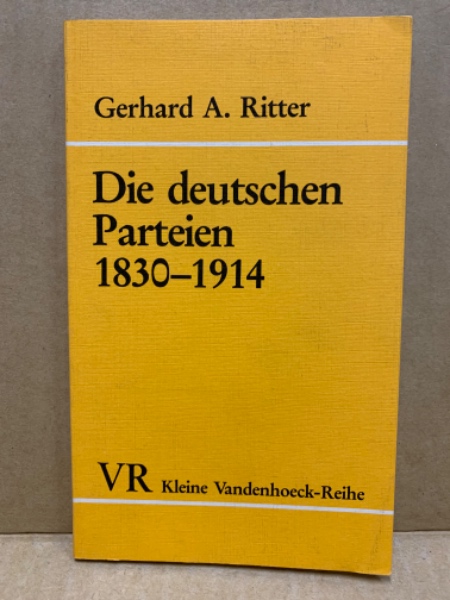 Gerhard A. Ritter
Die deutschen
Parteien
1830–1914
VR Kleine Vandenhoeck-Reihe